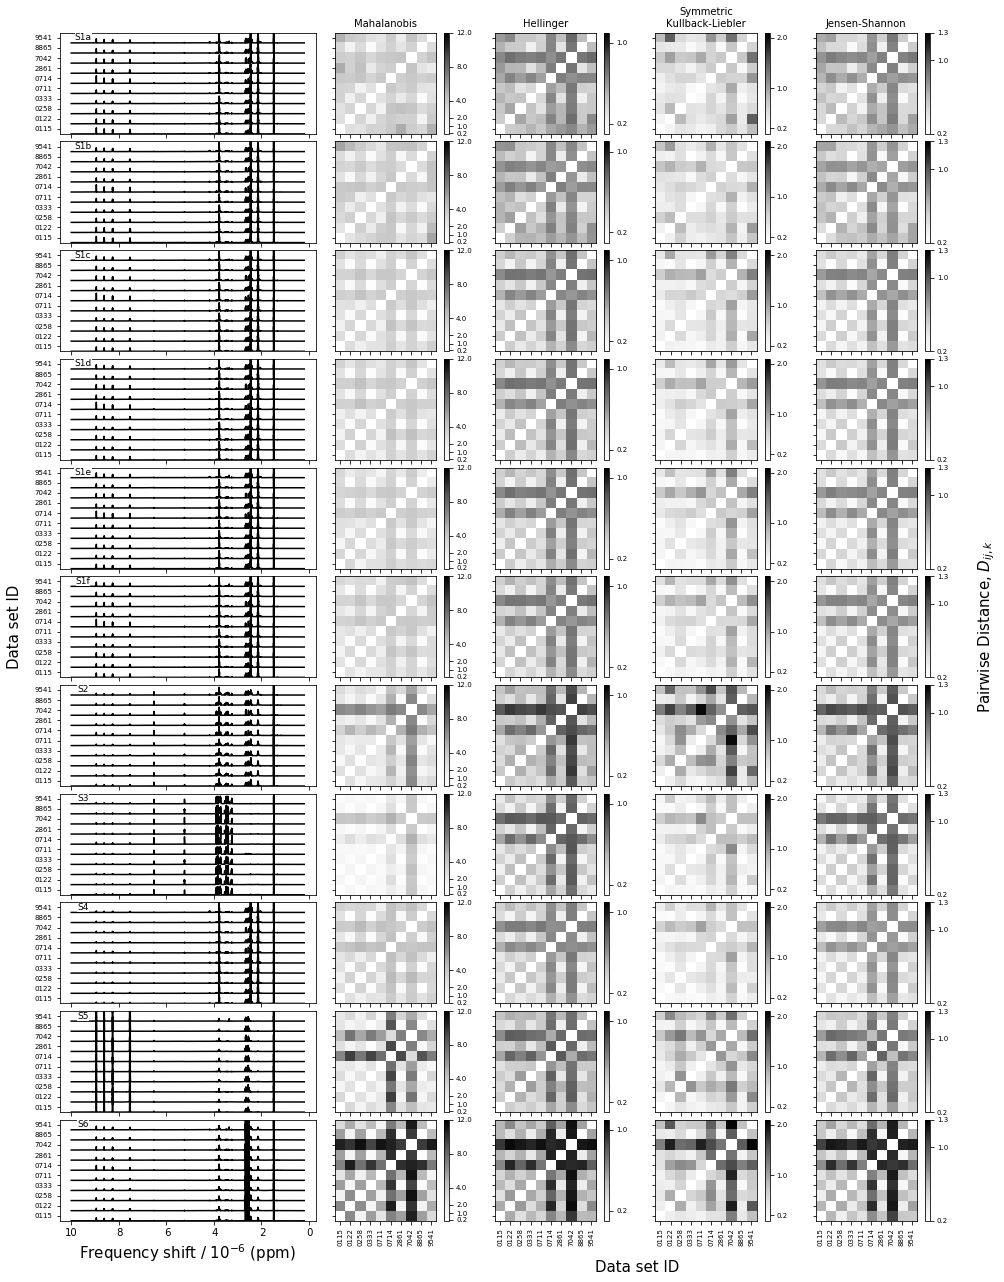 Symmetric
Mahalanobis Hellinger Kullback-Liebler Jensen-Shannon
S1a
9541 12.0 1.0 2.0 1.3
8865
7042 1.0
2861 8.0
0714
0711 1.0
0333 4.0
0258
0122 2.0
0115 1.0 0.2 0.2 0.2 0.2
S1b
9541 12.0 1.0 2.0 1.3
8865
7042 1.0
2861 8.0
0714
0711 1.0
0333 4.0
0258
0122 2.0
0115 1.0 0.2 0.2 0.2 0.2
S1c
9541 12.0 1.0 2.0 1.3
8865
7042 1.0
2861 8.0
0714
0711 1.0
0333 4.0
0258
0122 2.0
0115 1.0 0.2 0.2 0.2 0.2
S1d
9541 12.0 1.0 2.0 1.3
8865
7042 1.0
2861 8.0
0714
0711 1.0
0333 4.0
0258
0122 2.0
0115 1.0 0.2 0.2 0.2 0.2
S1e
9541 12.0 1.0 2.0 1.3
8865
7042 1.0
2861 8.0
0714
0711 1.0
0333 4.0
0258
0122 2.0
0115 1.0 0.2 0.2 0.2 0.2
S1f
9541 12.0 1.0 2.0 1.3
8865
7042 1.0
2861 8.0
0714
0711 1.0
0333 4.0
0258
0122 2.0
0115 1.0 0.2 0.2 0.2 0.2
Data set ID
Pairwise Distance, D_{ij,k}
S2
9541 12.0 1.0 2.0 1.3
8865
7042 1.0
2861 8.0
0714
0711 1.0
0333 4.0
0258
0122 2.0
0115 1.0 0.2 0.2 0.2 0.2
S3
9541 12.0 1.0 2.0 1.3
8865
7042 1.0
2861 8.0
0714
0711 1.0
0333 4.0
0258
0122 2.0
0115 1.0 0.2 0.2 0.2 0.2
S4
9541 12.0 1.0 2.0 1.3
8865
7042 1.0
2861 8.0
0714
0711 1.0
0333 4.0
0258
0122 2.0
0115 1.0 0.2 0.2 0.2 0.2
S5
9541 12.0 1.0 2.0 1.3
8865
7042 1.0
2861 8.0
0714
0711 1.0
0333 4.0
0258
0122 2.0
0115 1.0 0.2 0.2 0.2 0.2
S6
9541 12.0 1.0 2.0 1.3
8865
7042 1.0
2861 8.0
0714
0711 1.0
0333 4.0
0258
0122 2.0
0115 1.0 0.2 0.2 0.2 0.2
10 8 6 4 2 0
0115 0122 0258 0333 0711 0714 2861 7042 8865 9541
0115 0122 0258 0333 0711 0714 2861 7042 8865 9541
0115 0122 0258 0333 0711 0714 2861 7042 8865 9541
0115 0122 0258 0333 0711 0714 2861 7042 8865 9541
Frequency shift / 10⁻⁶ (ppm)
Data set ID